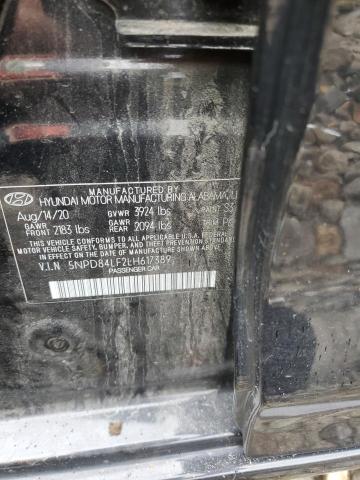 MANUFACTURED BY
HYUNDAI MOTOR MANUFACTURING ALABAMA, LL
Aug/14/20 GVWR 3924 lbs PAINT
GAWR FRONT 2183 lbs GAWR REAR 2094 lbs
THIS VEHICLE CONFORMS TO ALL APPLICABLE U.S.A. FEDERAL
MOTOR VEHICLE SAFETY, BUMPER, AND THEFT PREVENTION
STANDARDS IN EFFECT ON THE DATE OF MANUFACTURE
V.I.N 5NPD84LF2LH617389
PASSENGER CAR